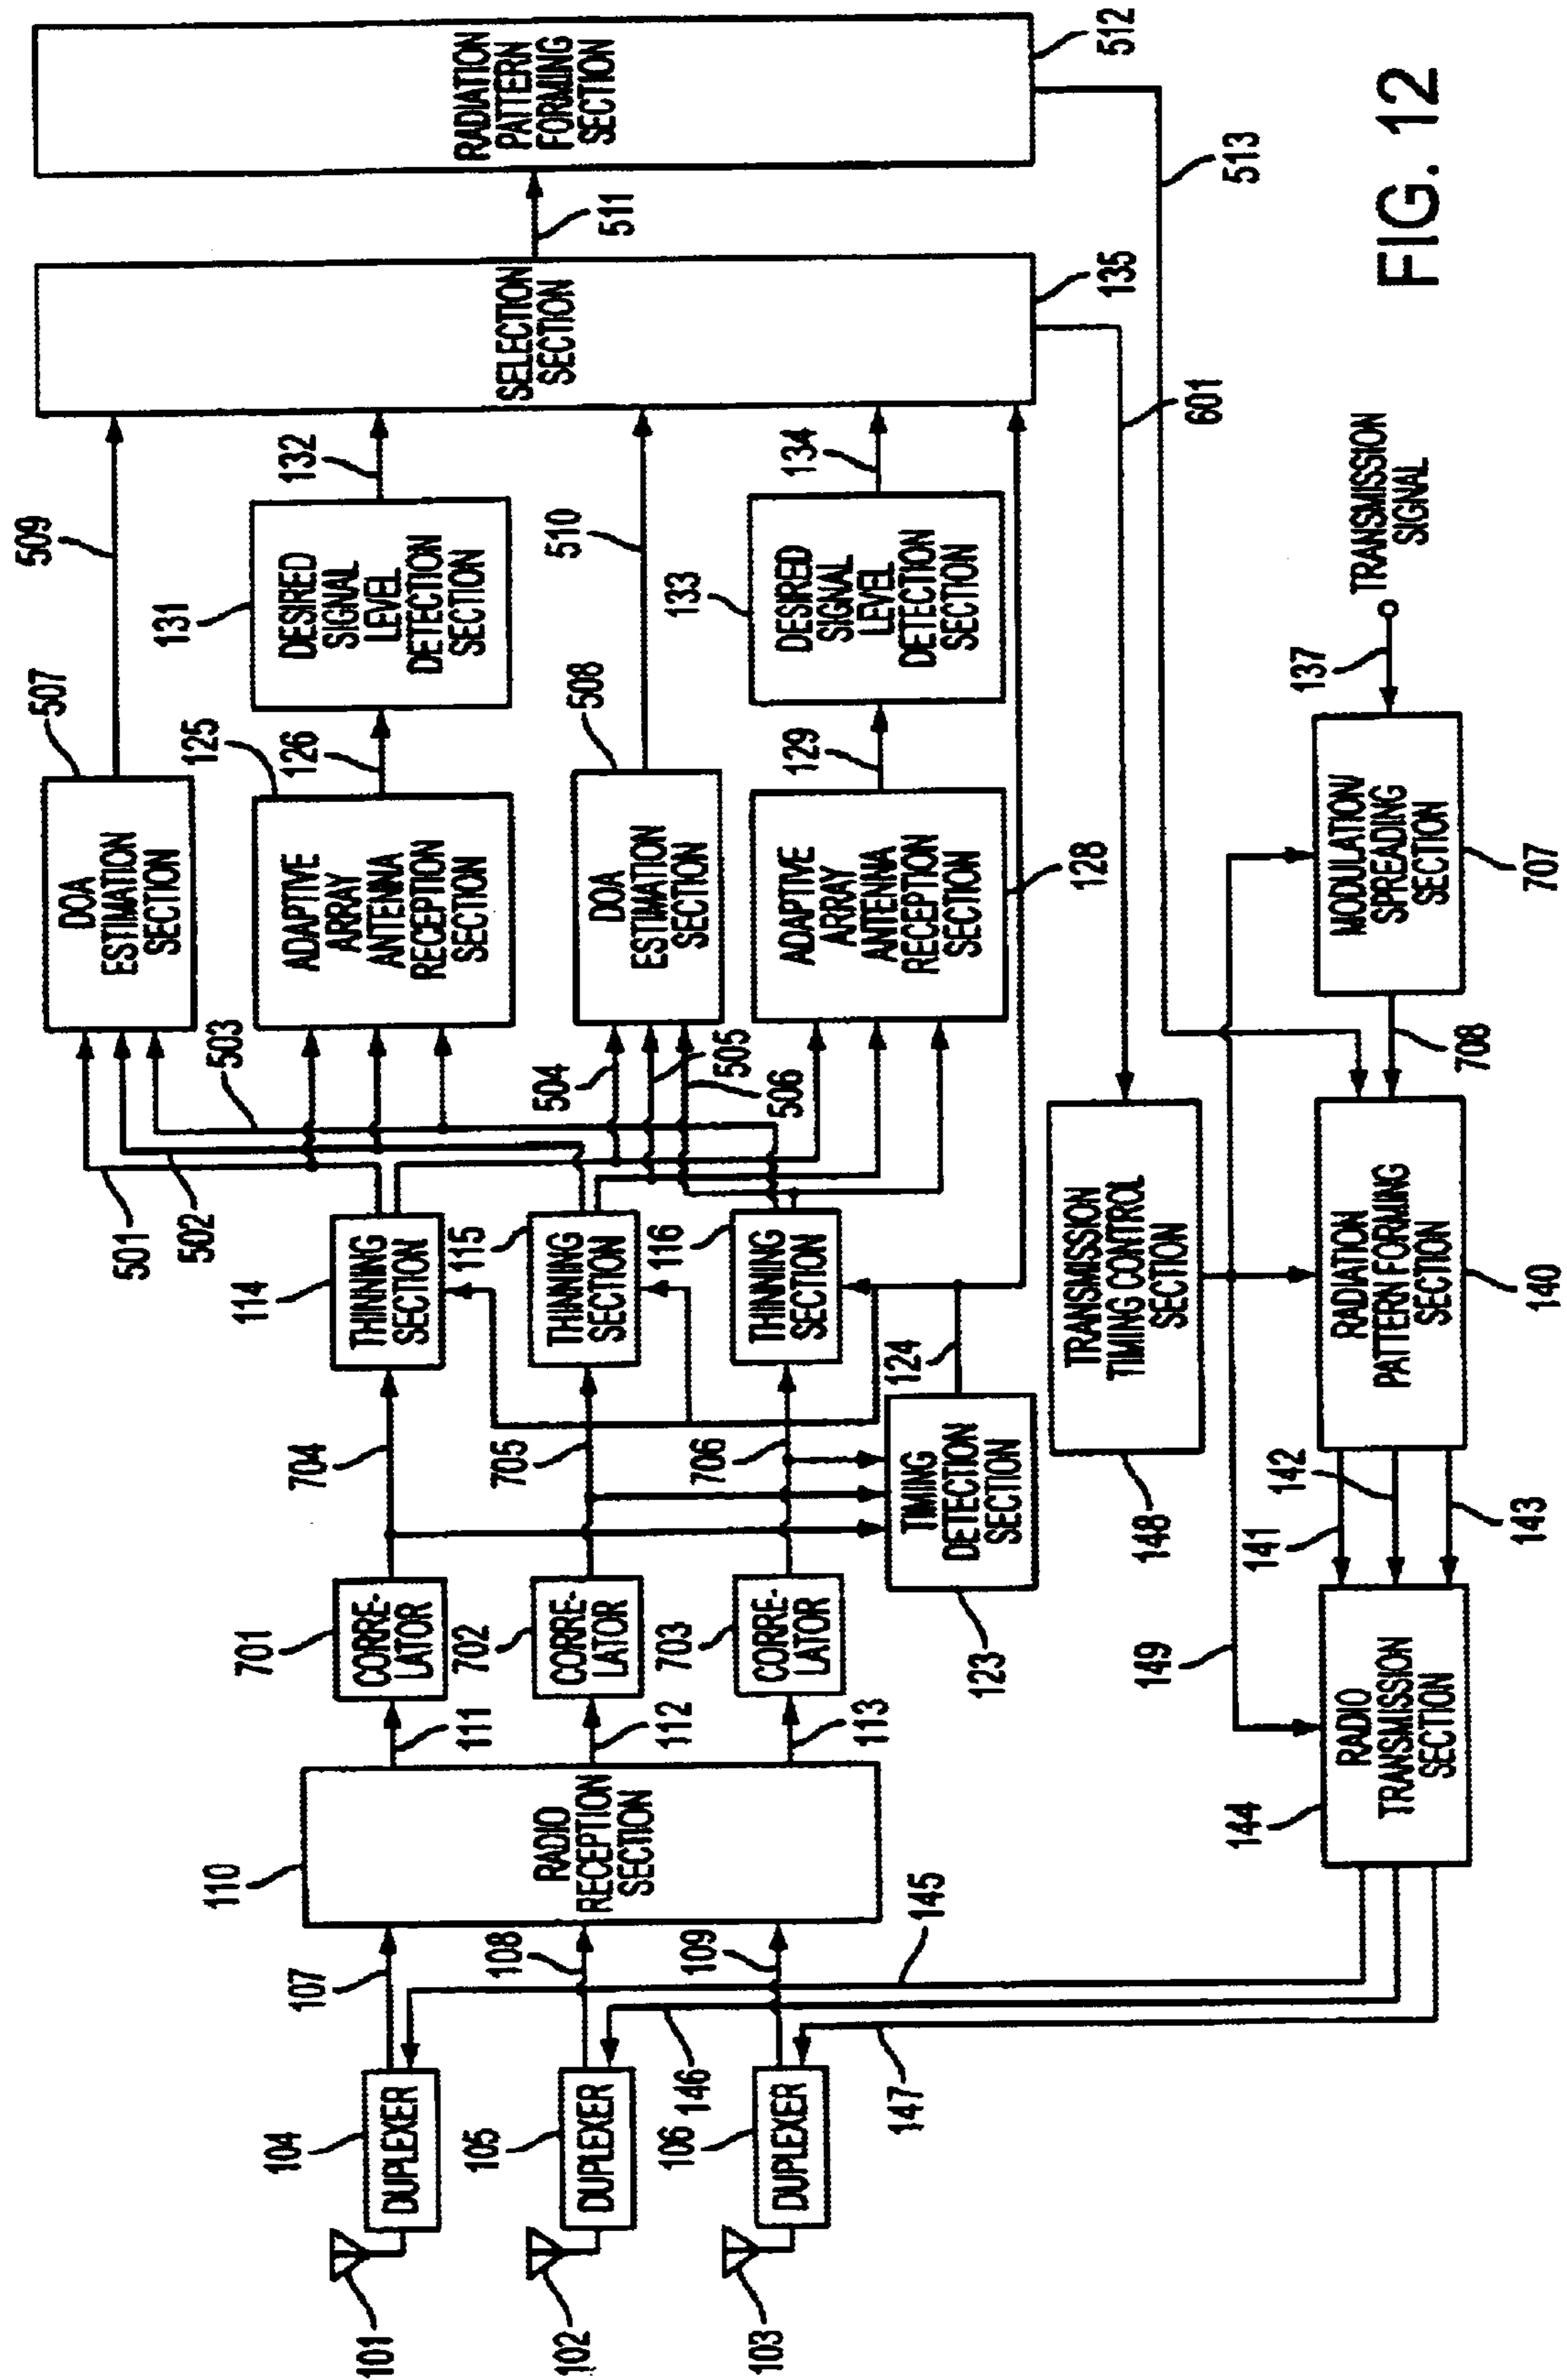 509
507
DOA
ESTIMATION
SECTION
125
131
DESIRED
SIGNAL
LEVEL
DETECTION
SECTION
132
126
ADAPTIVE
ARRAY
ANTENNA
RECEPTION
SECTION
510
508
DOA
ESTIMATION
SECTION
133
DESIRED
SIGNAL
LEVEL
DETECTION
SECTION
134
129
ADAPTIVE
ARRAY
ANTENNA
RECEPTION
SECTION
128
SELECTION
SECTION
135
511
RADIATION
PATTERN
FORMING
SECTION
512
513
601
501
502
503
504
505
506
101
104
DUPLEXER
107
102
105
DUPLEXER
108
103
106
DUPLEXER
109
110
RADIO
RECEPTION
SECTION
111
112
113
701
CORRE-
LATOR
704
702
CORRE-
LATOR
705
703
CORRE-
LATOR
706
114
THINNING
SECTION
115
THINNING
SECTION
116
THINNING
SECTION
123
TIMING
DETECTION
SECTION
124
148
TRANSMISSION
TIMING CONTROL
SECTION
149
145
146
147
144
RADIO
TRANSMISSION
SECTION
141
142
143
RADIATION
PATTERN FORMING
SECTION
140
708
MODULATION/
SPREADING
SECTION
707
137
TRANSMISSION
SIGNAL
FIG. 12